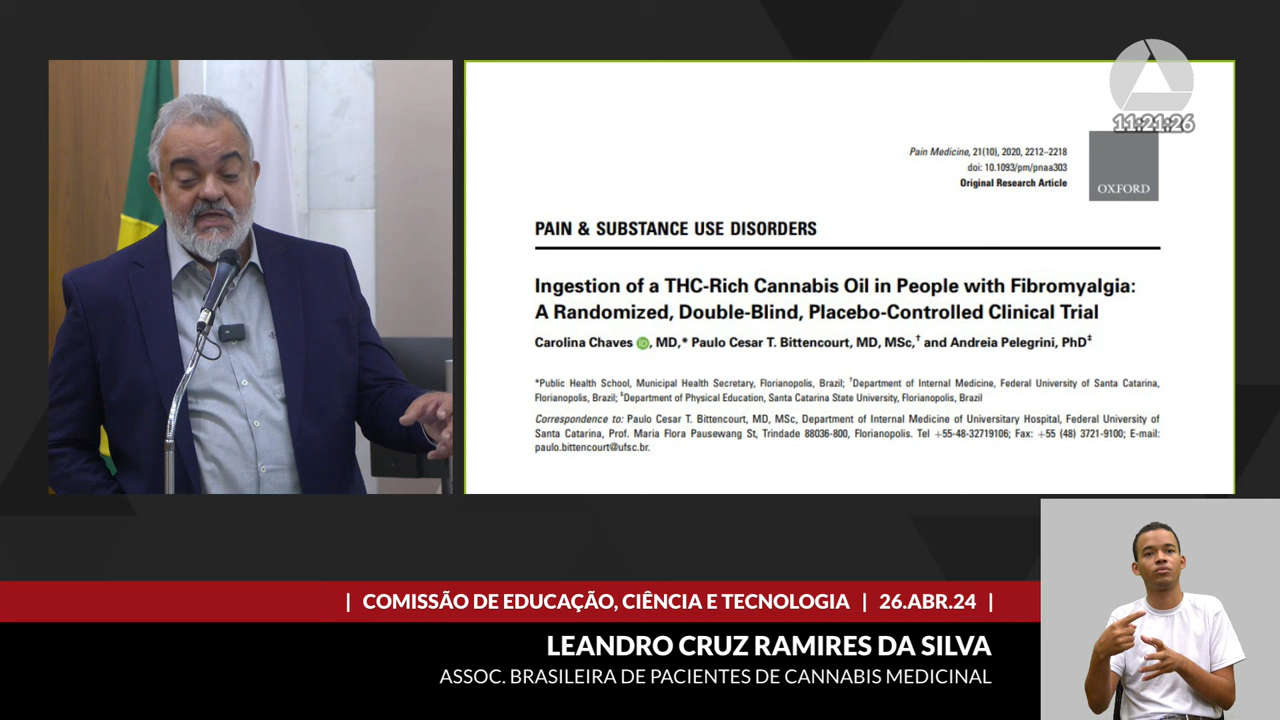 11:21:26
Pain Medicine, 21(10), 2020, 2212–2218
doi: 10.1093/pm/pnaa303
Original Research Article
OXFORD
PAIN & SUBSTANCE USE DISORDERS
Ingestion of a THC-Rich Cannabis Oil in People with Fibromyalgia:
A Randomized, Double-Blind, Placebo-Controlled Clinical Trial
Carolina Chaves iD, MD,* Paulo Cesar T. Bittencourt, MD, MSc,† and Andreia Pelegrini, PhD‡
*Public Health School, Municipal Health Secretary, Florianopolis, Brazil; †Department of Internal Medicine, Federal University of Santa Catarina,
Florianopolis, Brazil; ‡Department of Physical Education, Santa Catarina State University, Florianopolis, Brazil
Correspondence to: Paulo Cesar T. Bittencourt, MD, MSc, Department of Internal Medicine of Universitary Hospital, Federal University of
Santa Catarina, Prof. Maria Flora Pausewang St, Trindade 88036-800, Florianopolis. Tel +55-48-32719106; Fax: +55 (48) 3721-9100; E-mail:
paulo.bittencourt@ufsc.br.
| COMISSÃO DE EDUCAÇÃO, CIÊNCIA E TECNOLOGIA | 26.ABR.24 |
LEANDRO CRUZ RAMIRES DA SILVA
ASSOC. BRASILEIRA DE PACIENTES DE CANNABIS MEDICINAL